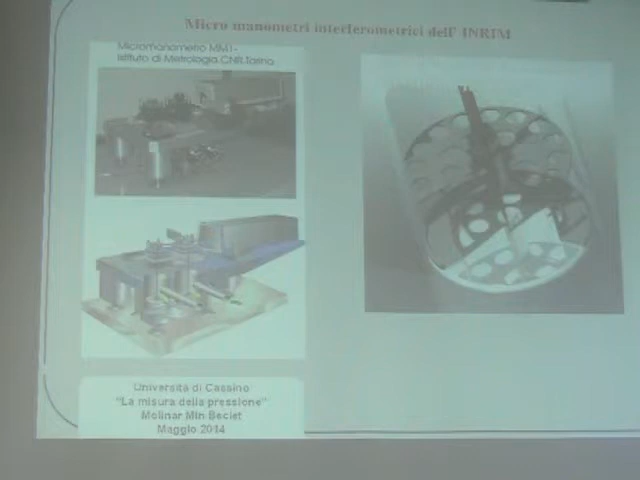 Micro manometri interferometrici dell' INRIM
Micromanometro MM1-
Istituto di Metrologia CNR,Torino
Università di Cassino
"La misura della pressione"
Molinar Min Beciet
Maggio 2014